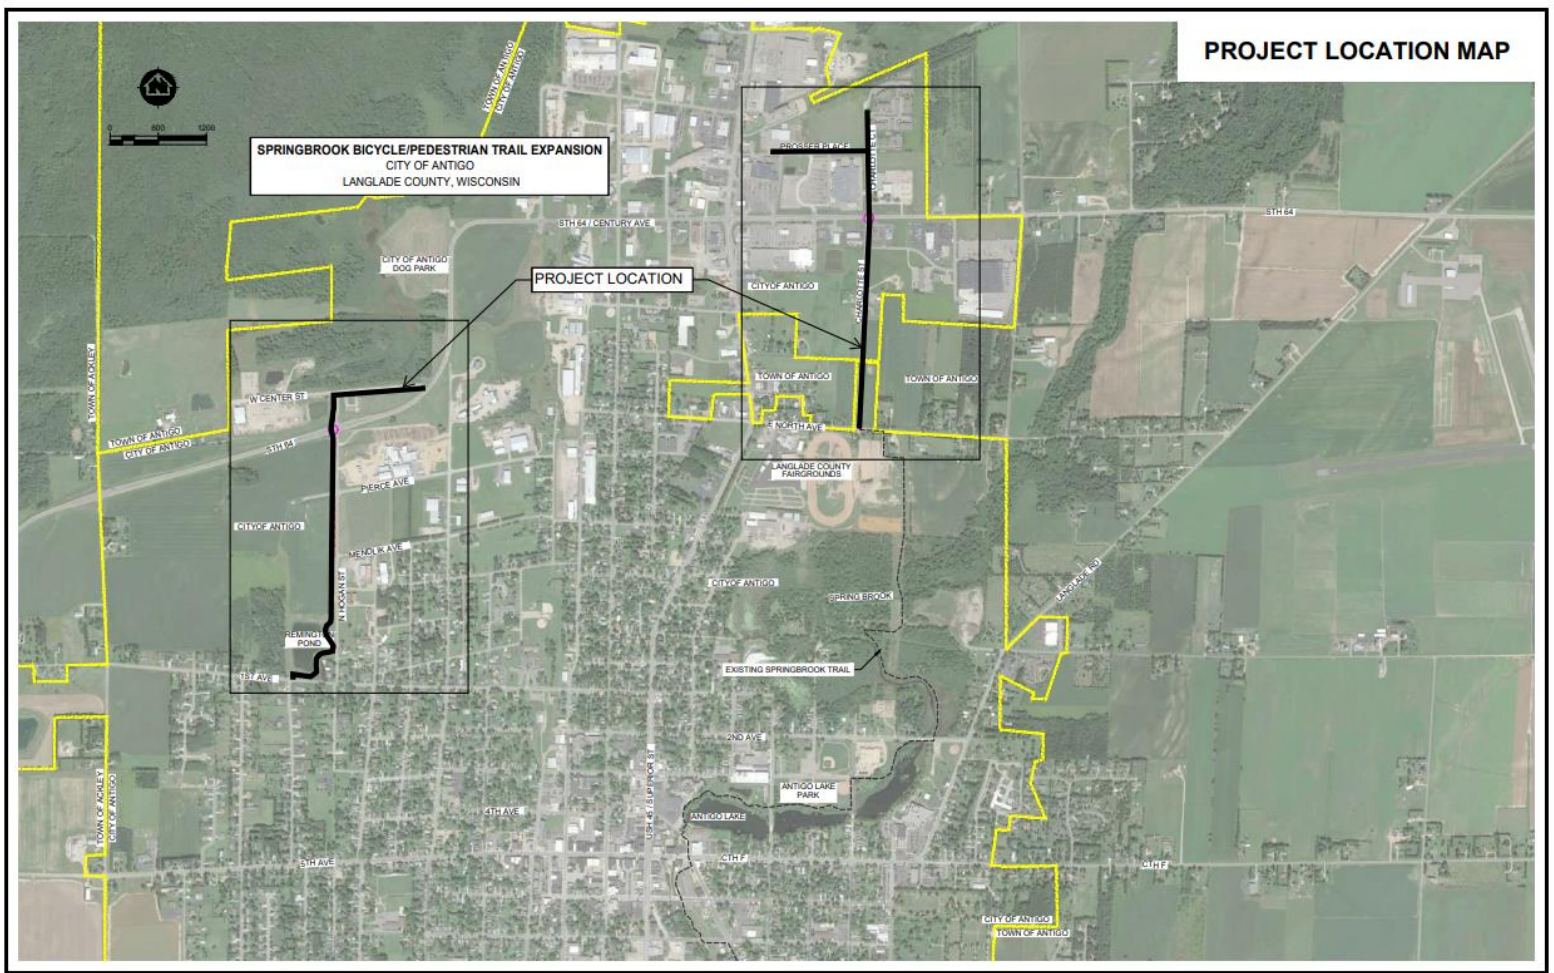 PROJECT LOCATION MAP
TOWN OF ANTIGO
CITY OF ANTIGO
0 600 1200
SPRINGBROOK BICYCLE/PEDESTRIAN TRAIL EXPANSION
CITY OF ANTIGO
LANGLADE COUNTY, WISCONSIN
PROSSER PLACE
CHARLOTTE CT
STH 64 / CENTURY AVE
STH 64
CITY OF ANTIGO
DOG PARK
PROJECT LOCATION
CITYOF ANTIGO
CHARLOTTE ST
TOWN OF ACKLEY
W CENTER ST
TOWN OF ANTIGO
TOWN OF ANTIGO
TOWN OF ANTIGO
CITY OF ANTIGO
STH 64
E NORTH AVE
LANGLADE COUNTY
FAIRGROUNDS
PIERCE AVE
CITYOF ANTIGO
MENDLIK AVE
N HOGAN ST
CITYOF ANTIGO
SPRING BROOK
LANGLADE RD
REMINGTON
POND
1ST AVE
EXISTING SPRINGBROOK TRAIL
2ND AVE
USH 45 / SUPERIOR ST
ANTIGO LAKE
PARK
ANTIGO LAKE
4TH AVE
TOWN OF ACKLEY
CITY OF ANTIGO
5TH AVE
CTH F
CTH F
CITY OF ANTIGO
TOWN OF ANTIGO